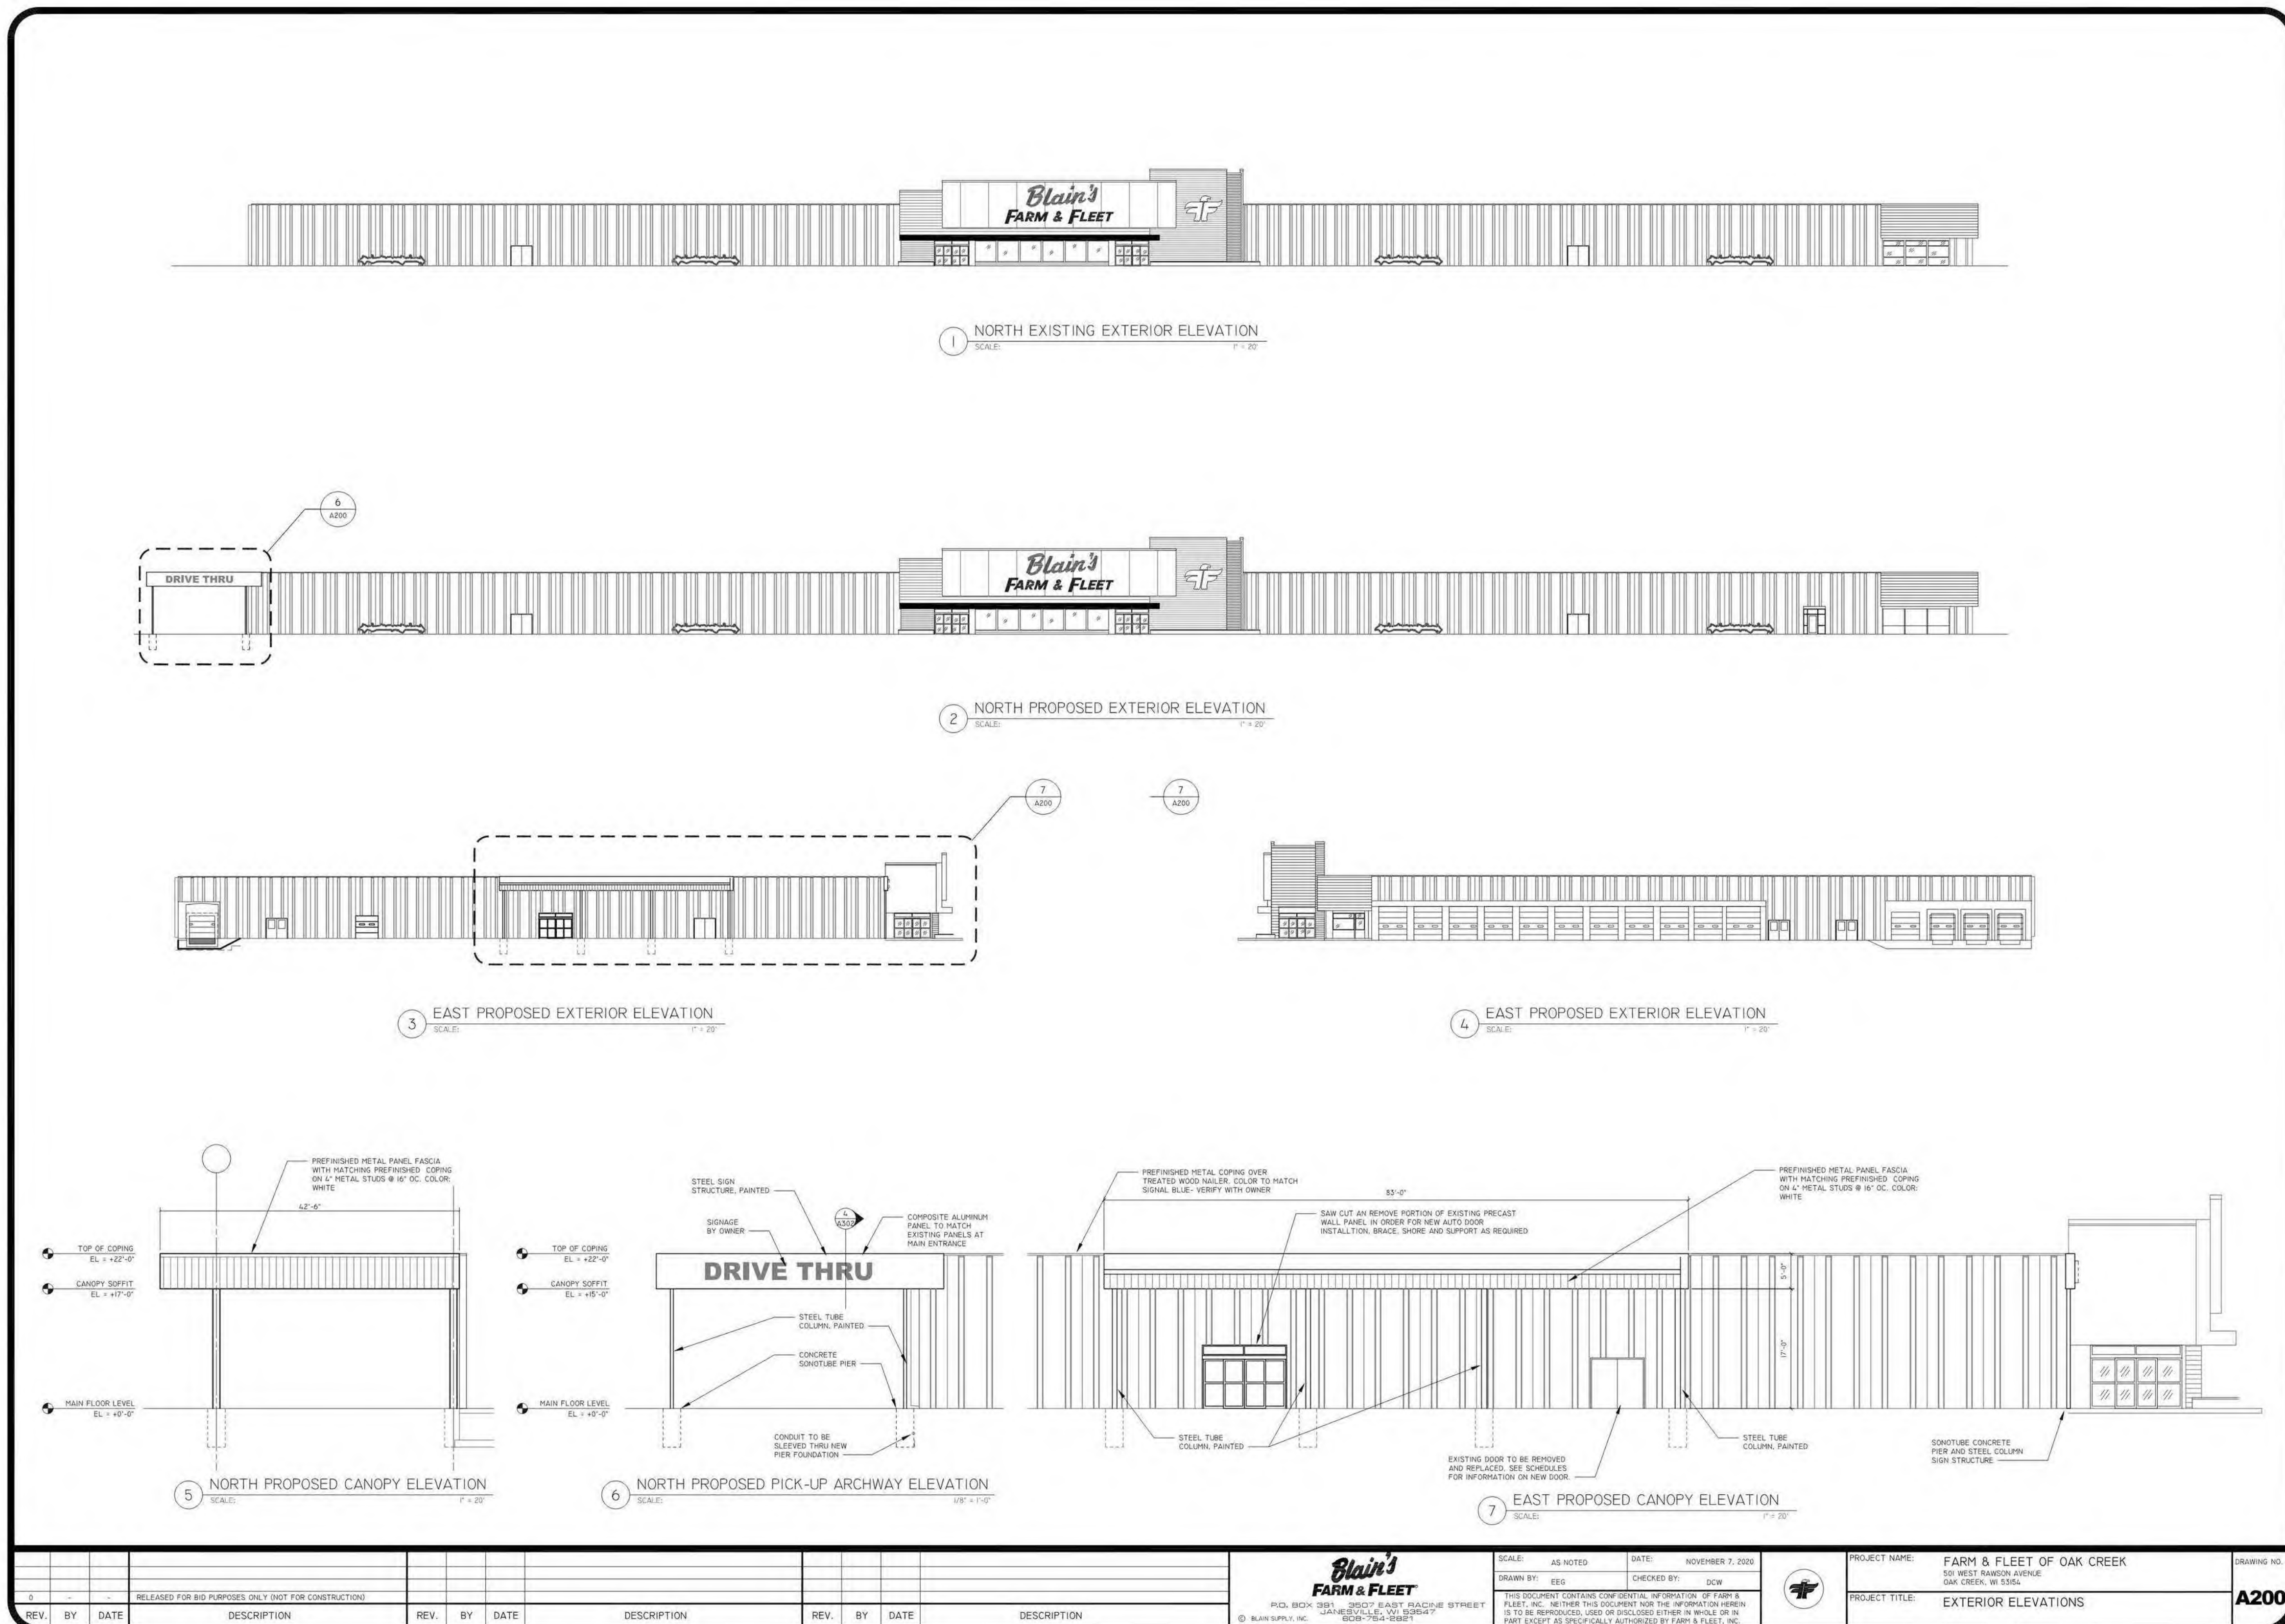 Blain's
FARM & FLEET
1
NORTH EXISTING EXTERIOR ELEVATION
SCALE:
1" = 20'
6
A200
DRIVE THRU
Blain's
FARM & FLEET
2
NORTH PROPOSED EXTERIOR ELEVATION
SCALE:
1" = 20'
7
A200
7
A200
3
EAST PROPOSED EXTERIOR ELEVATION
SCALE:
1" = 20'
4
EAST PROPOSED EXTERIOR ELEVATION
SCALE:
1" = 20'
PREFINISHED METAL PANEL FASCIA
WITH MATCHING PREFINISHED COPING
ON 4" METAL STUDS @ 16" OC. COLOR:
WHITE
42'-6"
TOP OF COPING
EL = +22'-0"
CANOPY SOFFIT
EL = +17'-0"
MAIN FLOOR LEVEL
EL = +0'-0"
5
NORTH PROPOSED CANOPY ELEVATION
SCALE:
1" = 20'
STEEL SIGN
STRUCTURE, PAINTED
SIGNAGE
BY OWNER
4
A302
COMPOSITE ALUMINUM
PANEL TO MATCH
EXISTING PANELS AT
MAIN ENTRANCE
TOP OF COPING
EL = +22'-0"
CANOPY SOFFIT
EL = +15'-0"
DRIVE THRU
STEEL TUBE
COLUMN, PAINTED
CONCRETE
SONOTUBE PIER
MAIN FLOOR LEVEL
EL = +0'-0"
CONDUIT TO BE
SLEEVED THRU NEW
PIER FOUNDATION
6
NORTH PROPOSED PICK-UP ARCHWAY ELEVATION
SCALE:
1/8" = 1'-0"
PREFINISHED METAL COPING OVER
TREATED WOOD NAILER. COLOR TO MATCH
SIGNAL BLUE- VERIFY WITH OWNER
83'-0"
PREFINISHED METAL PANEL FASCIA
WITH MATCHING PREFINISHED COPING
ON 4" METAL STUDS @ 16" OC. COLOR:
WHITE
SAW CUT AN REMOVE PORTION OF EXISTING PRECAST
WALL PANEL IN ORDER FOR NEW AUTO DOOR
INSTALLTION, BRACE, SHORE AND SUPPORT AS REQUIRED
5'-0"
17'-0"
STEEL TUBE
COLUMN, PAINTED
STEEL TUBE
COLUMN, PAINTED
EXISTING DOOR TO BE REMOVED
AND REPLACED. SEE SCHEDULES
FOR INFORMATION ON NEW DOOR.
SONOTUBE CONCRETE
PIER AND STEEL COLUMN
SIGN STRUCTURE
7
EAST PROPOSED CANOPY ELEVATION
SCALE:
1" = 20'
0 - - RELEASED FOR BID PURPOSES ONLY (NOT FOR CONSTRUCTION)
REV. BY DATE DESCRIPTION REV. BY DATE DESCRIPTION REV. BY DATE DESCRIPTION
Blain's
FARM & FLEET
P.O. BOX 391 3507 EAST RACINE STREET
JANESVILLE, WI 53547
© BLAIN SUPPLY, INC. 608-754-2821
SCALE: AS NOTED DATE: NOVEMBER 7, 2020
DRAWN BY: EEG CHECKED BY: DCW
THIS DOCUMENT CONTAINS CONFIDENTIAL INFORMATION OF FARM &
FLEET, INC. NEITHER THIS DOCUMENT NOR THE INFORMATION HEREIN
IS TO BE REPRODUCED, USED OR DISCLOSED EITHER IN WHOLE OR IN
PART EXCEPT AS SPECIFICALLY AUTHORIZED BY FARM & FLEET, INC.
PROJECT NAME: FARM & FLEET OF OAK CREEK
501 WEST RAWSON AVENUE
OAK CREEK, WI 53154
PROJECT TITLE: EXTERIOR ELEVATIONS
DRAWING NO.
A200